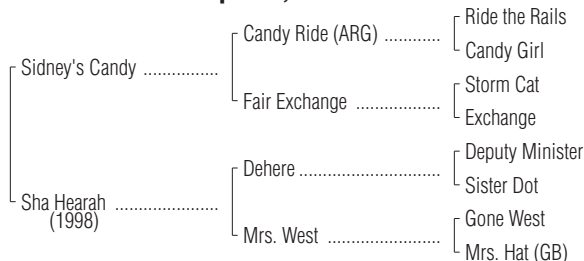 Ride the Rails
Candy Ride (ARG) ............
Candy Girl
Sidney's Candy ................
Storm Cat
Fair Exchange ..................
Exchange
Deputy Minister
Dehere ..............................
Sister Dot
Sha Hearah ......................
(1998)
Gone West
Mrs. West ........................
Mrs. Hat (GB)